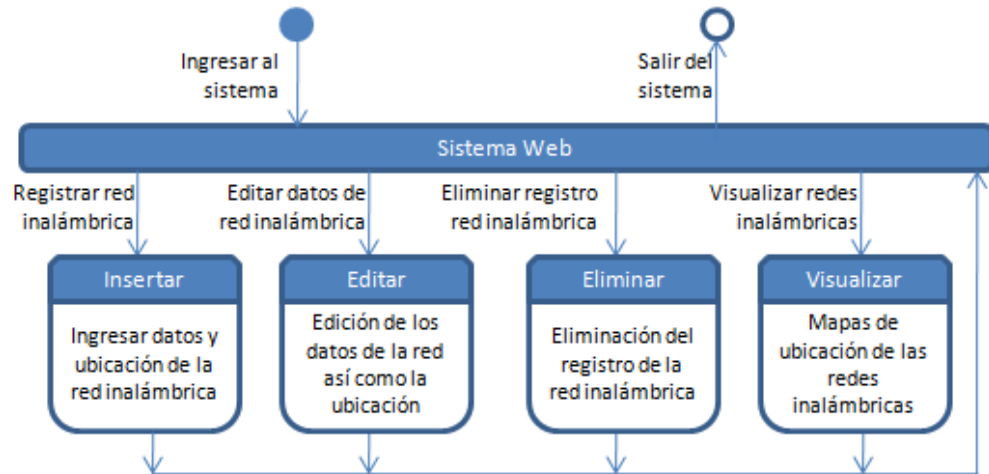 Ingresar al
sistema
Salir del
sistema
Sistema Web
Registrar red
inalámbrica
Editar datos de
red inalámbrica
Eliminar registro
red inalámbrica
Visualizar redes
inalámbricas
Insertar
Ingresar datos y
ubicación de la
red inalámbrica
Editar
Edición de los
datos de la red
así como la
ubicación
Eliminar
Eliminación del
registro de la
red inalámbrica
Visualizar
Mapas de
ubicación de las
redes
inalámbricas